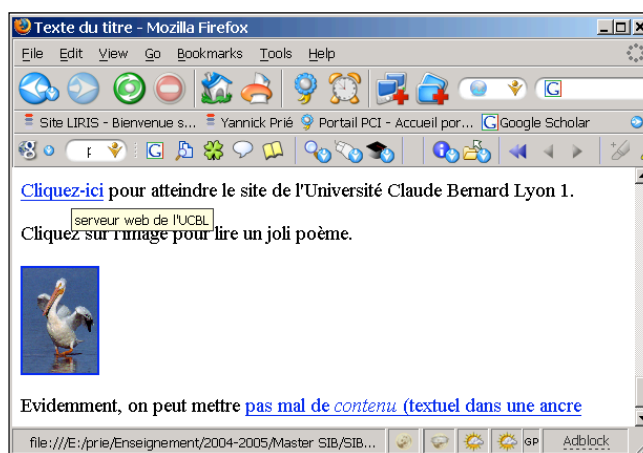 Texte du titre - Mozilla Firefox
File Edit View Go Bookmarks Tools Help
G
Site LIRIS - Bienvenue s... Yannick Prié Portail PCI - Accueil por... G Google Scholar
G
Cliquez-ici pour atteindre le site de l'Université Claude Bernard Lyon 1.
serveur web de l'UCBL
Cliquez sur l'image pour lire un joli poème.
Evidemment, on peut mettre pas mal de contenu (textuel dans une ancre
file:///E:/prie/Enseignement/2004-2005/Master SIB/SIB... GP Adblock